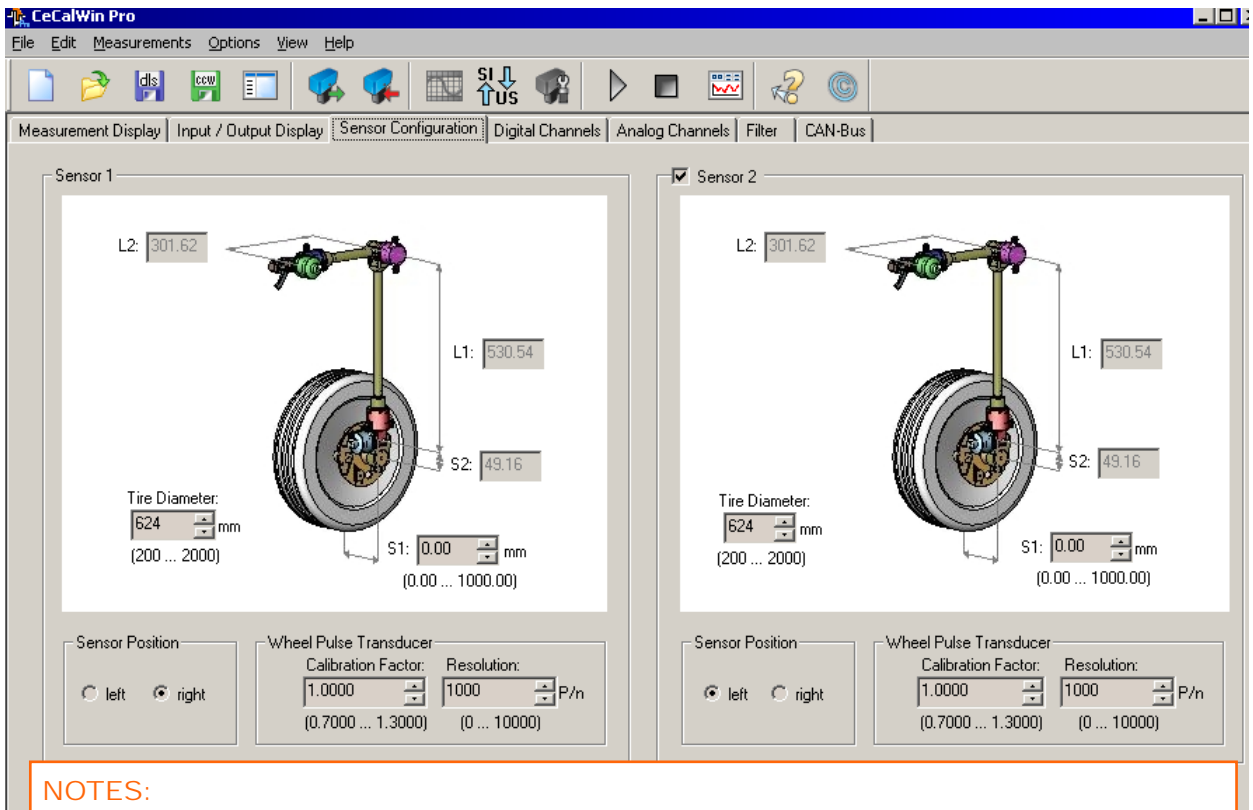 CeCalWin Pro
File Edit Measurements Options View Help
dls ccw SI US
Measurement Display Input / Output Display Sensor Configuration Digital Channels Analog Channels Filter CAN-Bus
Sensor 1
L2: 301.62
L1: 530.54
S2: 49.16
Tire Diameter:
624 mm
(200 ... 2000)
S1: 0.00 mm
(0.00 ... 1000.00)
Sensor Position
left right
Wheel Pulse Transducer
Calibration Factor: Resolution:
1.0000 1000 P/n
(0.7000 ... 1.3000) (0 ... 10000)
Sensor 2
L2: 301.62
L1: 530.54
S2: 49.16
Tire Diameter:
624 mm
(200 ... 2000)
S1: 0.00 mm
(0.00 ... 1000.00)
Sensor Position
left right
Wheel Pulse Transducer
Calibration Factor: Resolution:
1.0000 1000 P/n
(0.7000 ... 1.3000) (0 ... 10000)
NOTES: